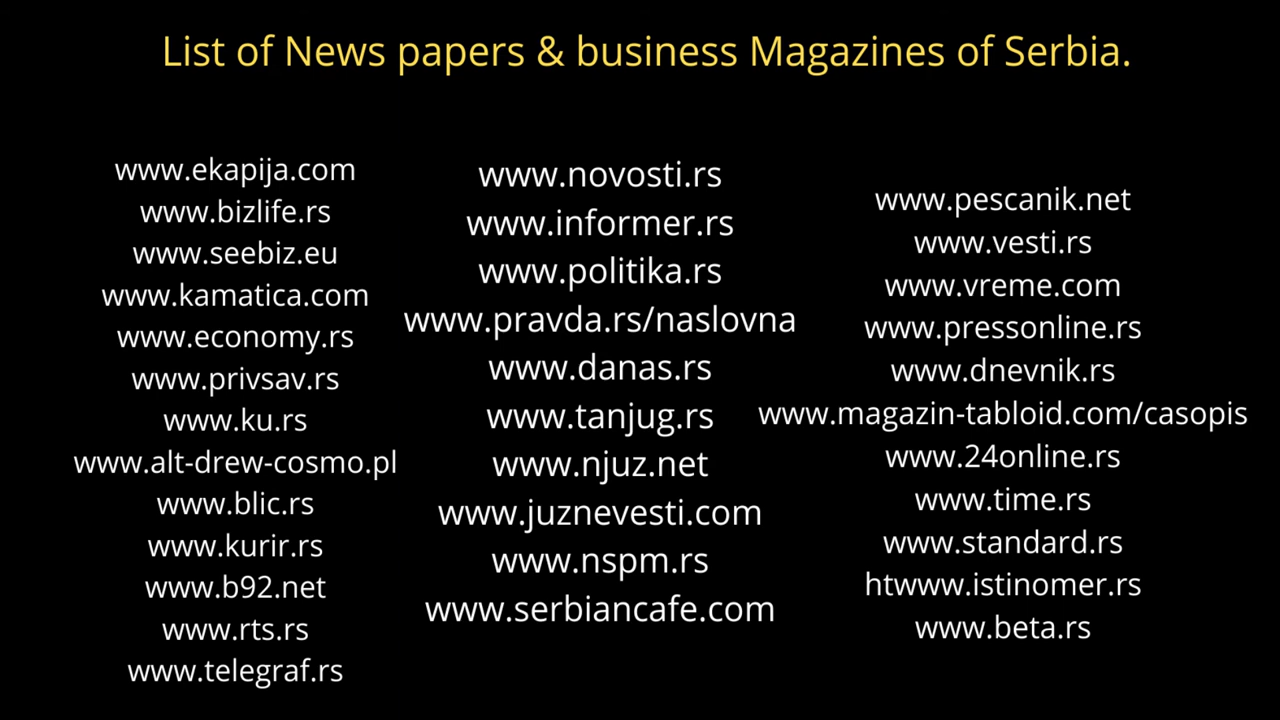 List of News papers & business Magazines of Serbia.
www.ekapija.com
www.bizlife.rs
www.seebiz.eu
www.kamatica.com
www.economy.rs
www.privsav.rs
www.ku.rs
www.alt-drew-cosmo.pl
www.blic.rs
www.kurir.rs
www.b92.net
www.rts.rs
www.telegraf.rs
www.novosti.rs
www.informer.rs
www.politika.rs
www.pravda.rs/naslovna
www.danas.rs
www.tanjug.rs
www.njuz.net
www.juznevesti.com
www.nspm.rs
www.serbiancafe.com
www.pescanik.net
www.vesti.rs
www.vreme.com
www.pressonline.rs
www.dnevnik.rs
www.magazin-tabloid.com/casopis
www.24online.rs
www.time.rs
www.standard.rs
htwww.istinomer.rs
www.beta.rs